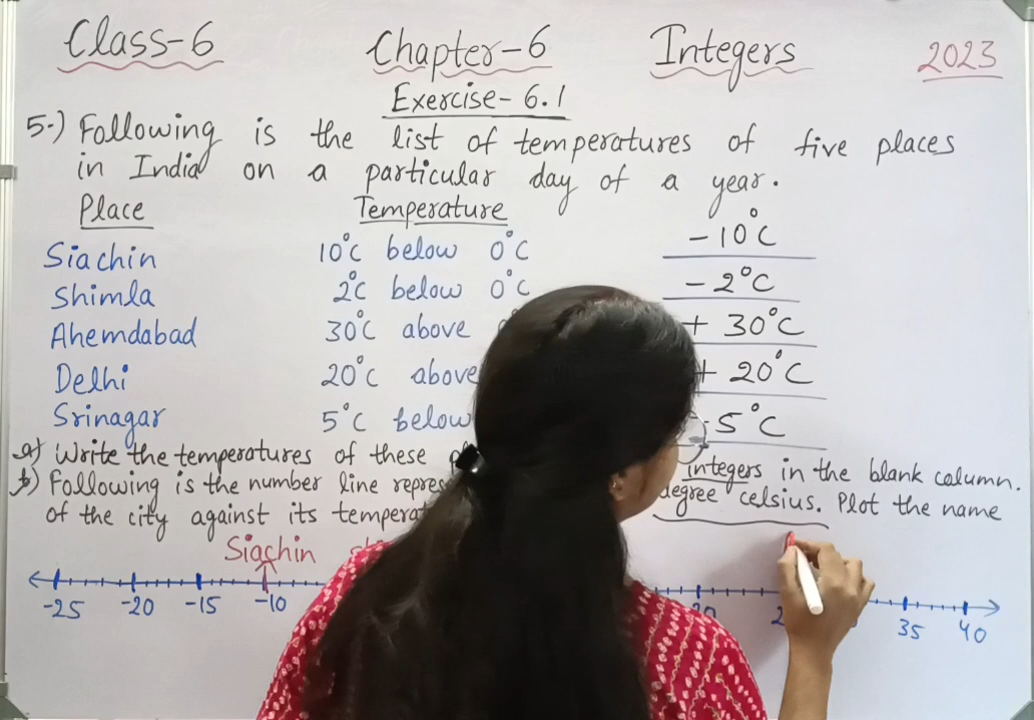 Class-6 Chapter-6 Integers 2023
Exercise-6.1
5.) Following is the list of temperatures of five places
in India on a particular day of a year.
Place Temperature
Siachin 10°C below 0°C -10°C
Shimla 2°C below 0°C -2°C
Ahemdabad 30°C above + 30°C
Delhi 20°C above + 20°C
Srinagar 5°C below -5°C
a) Write the temperatures of these integers in the blank column.
b) Following is the number line degree celsius. Plot the name
of the city against its
Siachin
-25 -20 -15 -10 35 40